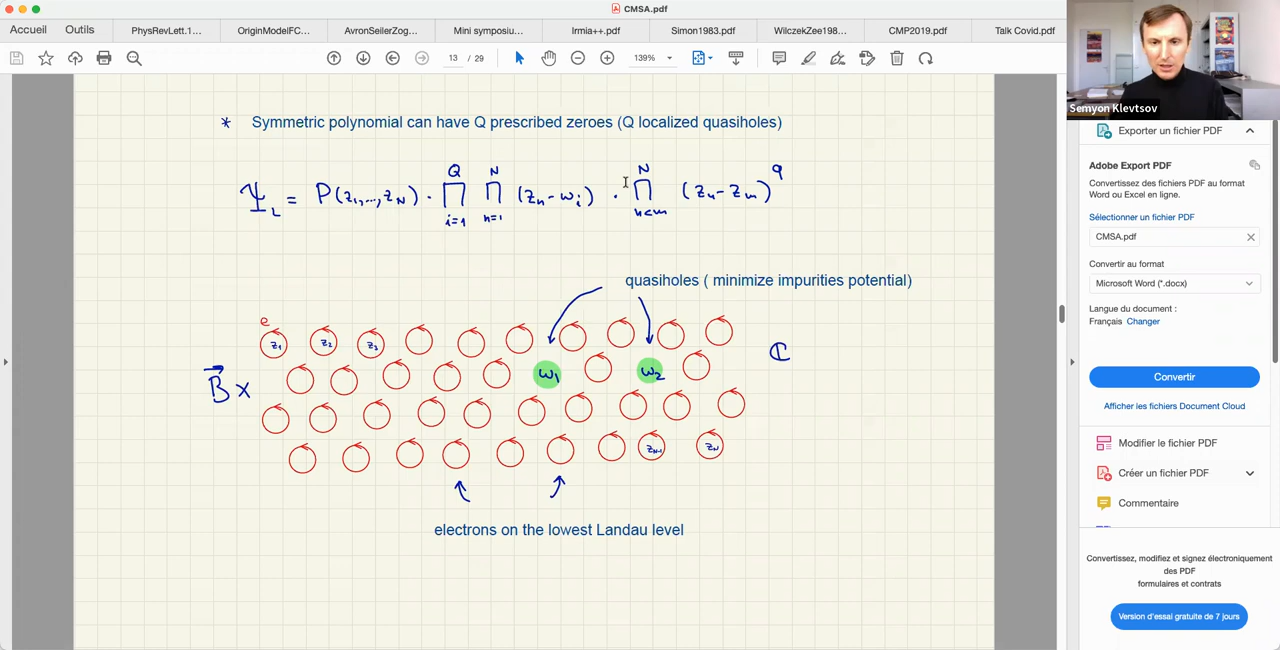 CMSA.pdf
Accueil Outils PhysRevLett.1... OriginModelFC... AvronSeilerZog... Mini symposiu... Irmia++.pdf Simon1983.pdf WilczekZee198... CMP2019.pdf Talk Covid.pdf
13 / 29 139%
Semyon Klevtsov
* Symmetric polynomial can have Q prescribed zeroes (Q localized quasiholes)
Ψ_L = P(z₁,...,z_N) · ∏_{i=1}^{Q} ∏_{n=1}^{N} (z_n - w_i) · ∏_{n<m}^{N} (z_n - z_m)^q
quasiholes ( minimize impurities potential)
e
z₁ z₂ z₃
ℂ
B⃗ ×
w₁ w₂
z_{N-1} z_N
electrons on the lowest Landau level
Exporter un fichier PDF
Adobe Export PDF
Convertissez des fichiers PDF au format
Word ou Excel en ligne.
Sélectionner un fichier PDF
CMSA.pdf
Convertir au format
Microsoft Word (*.docx)
Langue du document :
Français Changer
Convertir
Afficher les fichiers Document Cloud
Modifier le fichier PDF
Créer un fichier PDF
Commentaire
Convertissez, modifiez et signez électroniquement
des PDF
formulaires et contrats
Version d'essai gratuite de 7 jours